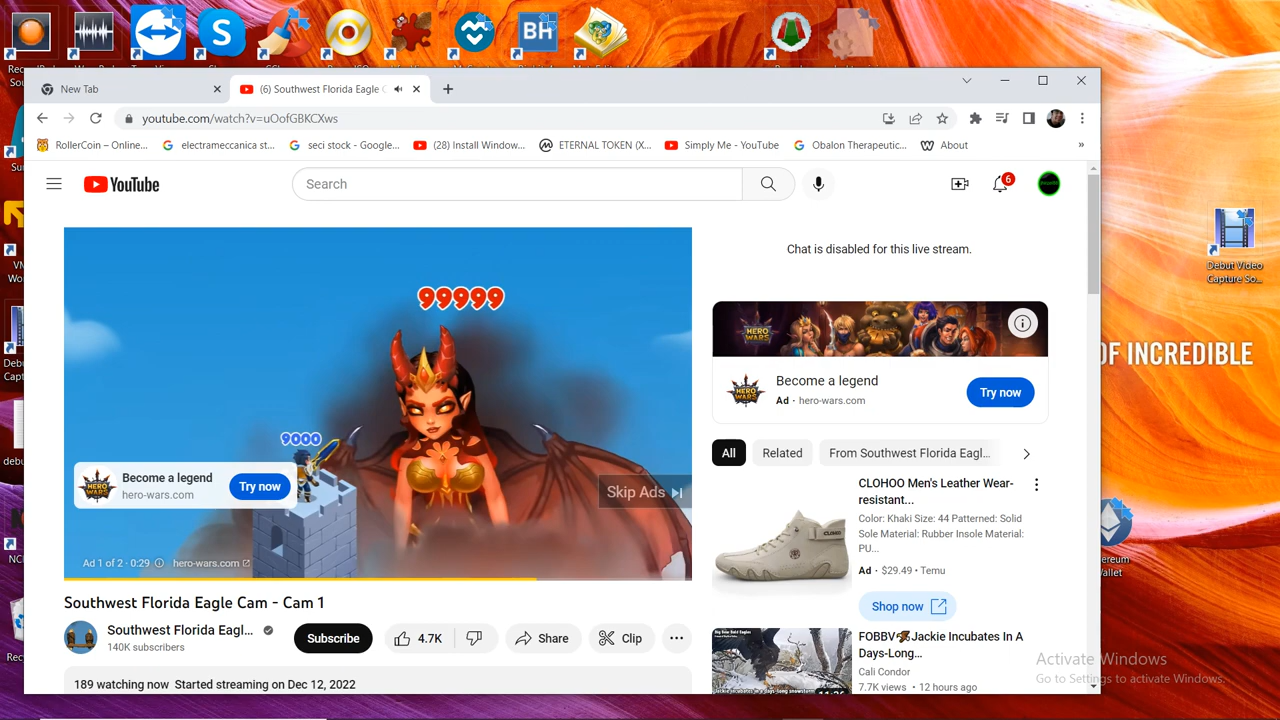 BH
New Tab
(6) Southwest Florida Eagle C
youtube.com/watch?v=uOofGBKCXws
RollerCoin – Online...
electrameccanica st...
seci stock - Google...
(28) Install Window...
ETERNAL TOKEN (X...
Simply Me - YouTube
Obalon Therapeutic...
About
»
YouTube
Search
6
Chat is disabled for this live stream.
99999
9000
HERO WARS
Become a legend
Ad · hero-wars.com
Try now
HERO WARS
Become a legend
hero-wars.com
Try now
Skip Ads
Ad 1 of 2 · 0:29
hero-wars.com
All
Related
From Southwest Florida Eagl...
CLOHOO Men's Leather Wear-
resistant...
Color: Khaki Size: 44 Patterned: Solid
Sole Material: Rubber Insole Material:
PU...
Ad · $29.49 • Temu
Shop now
Southwest Florida Eagle Cam - Cam 1
Southwest Florida Eagl...
140K subscribers
Subscribe
4.7K
Share
Clip
189 watching now Started streaming on Dec 12, 2022
FOBBV🦅Jackie Incubates In A
Days-Long...
Cali Condor
7.7K views • 12 hours ago
Debut Video
Capture So...
OF INCREDIBLE
Activate Windows
Go to Settings to activate Windows.
Wallet